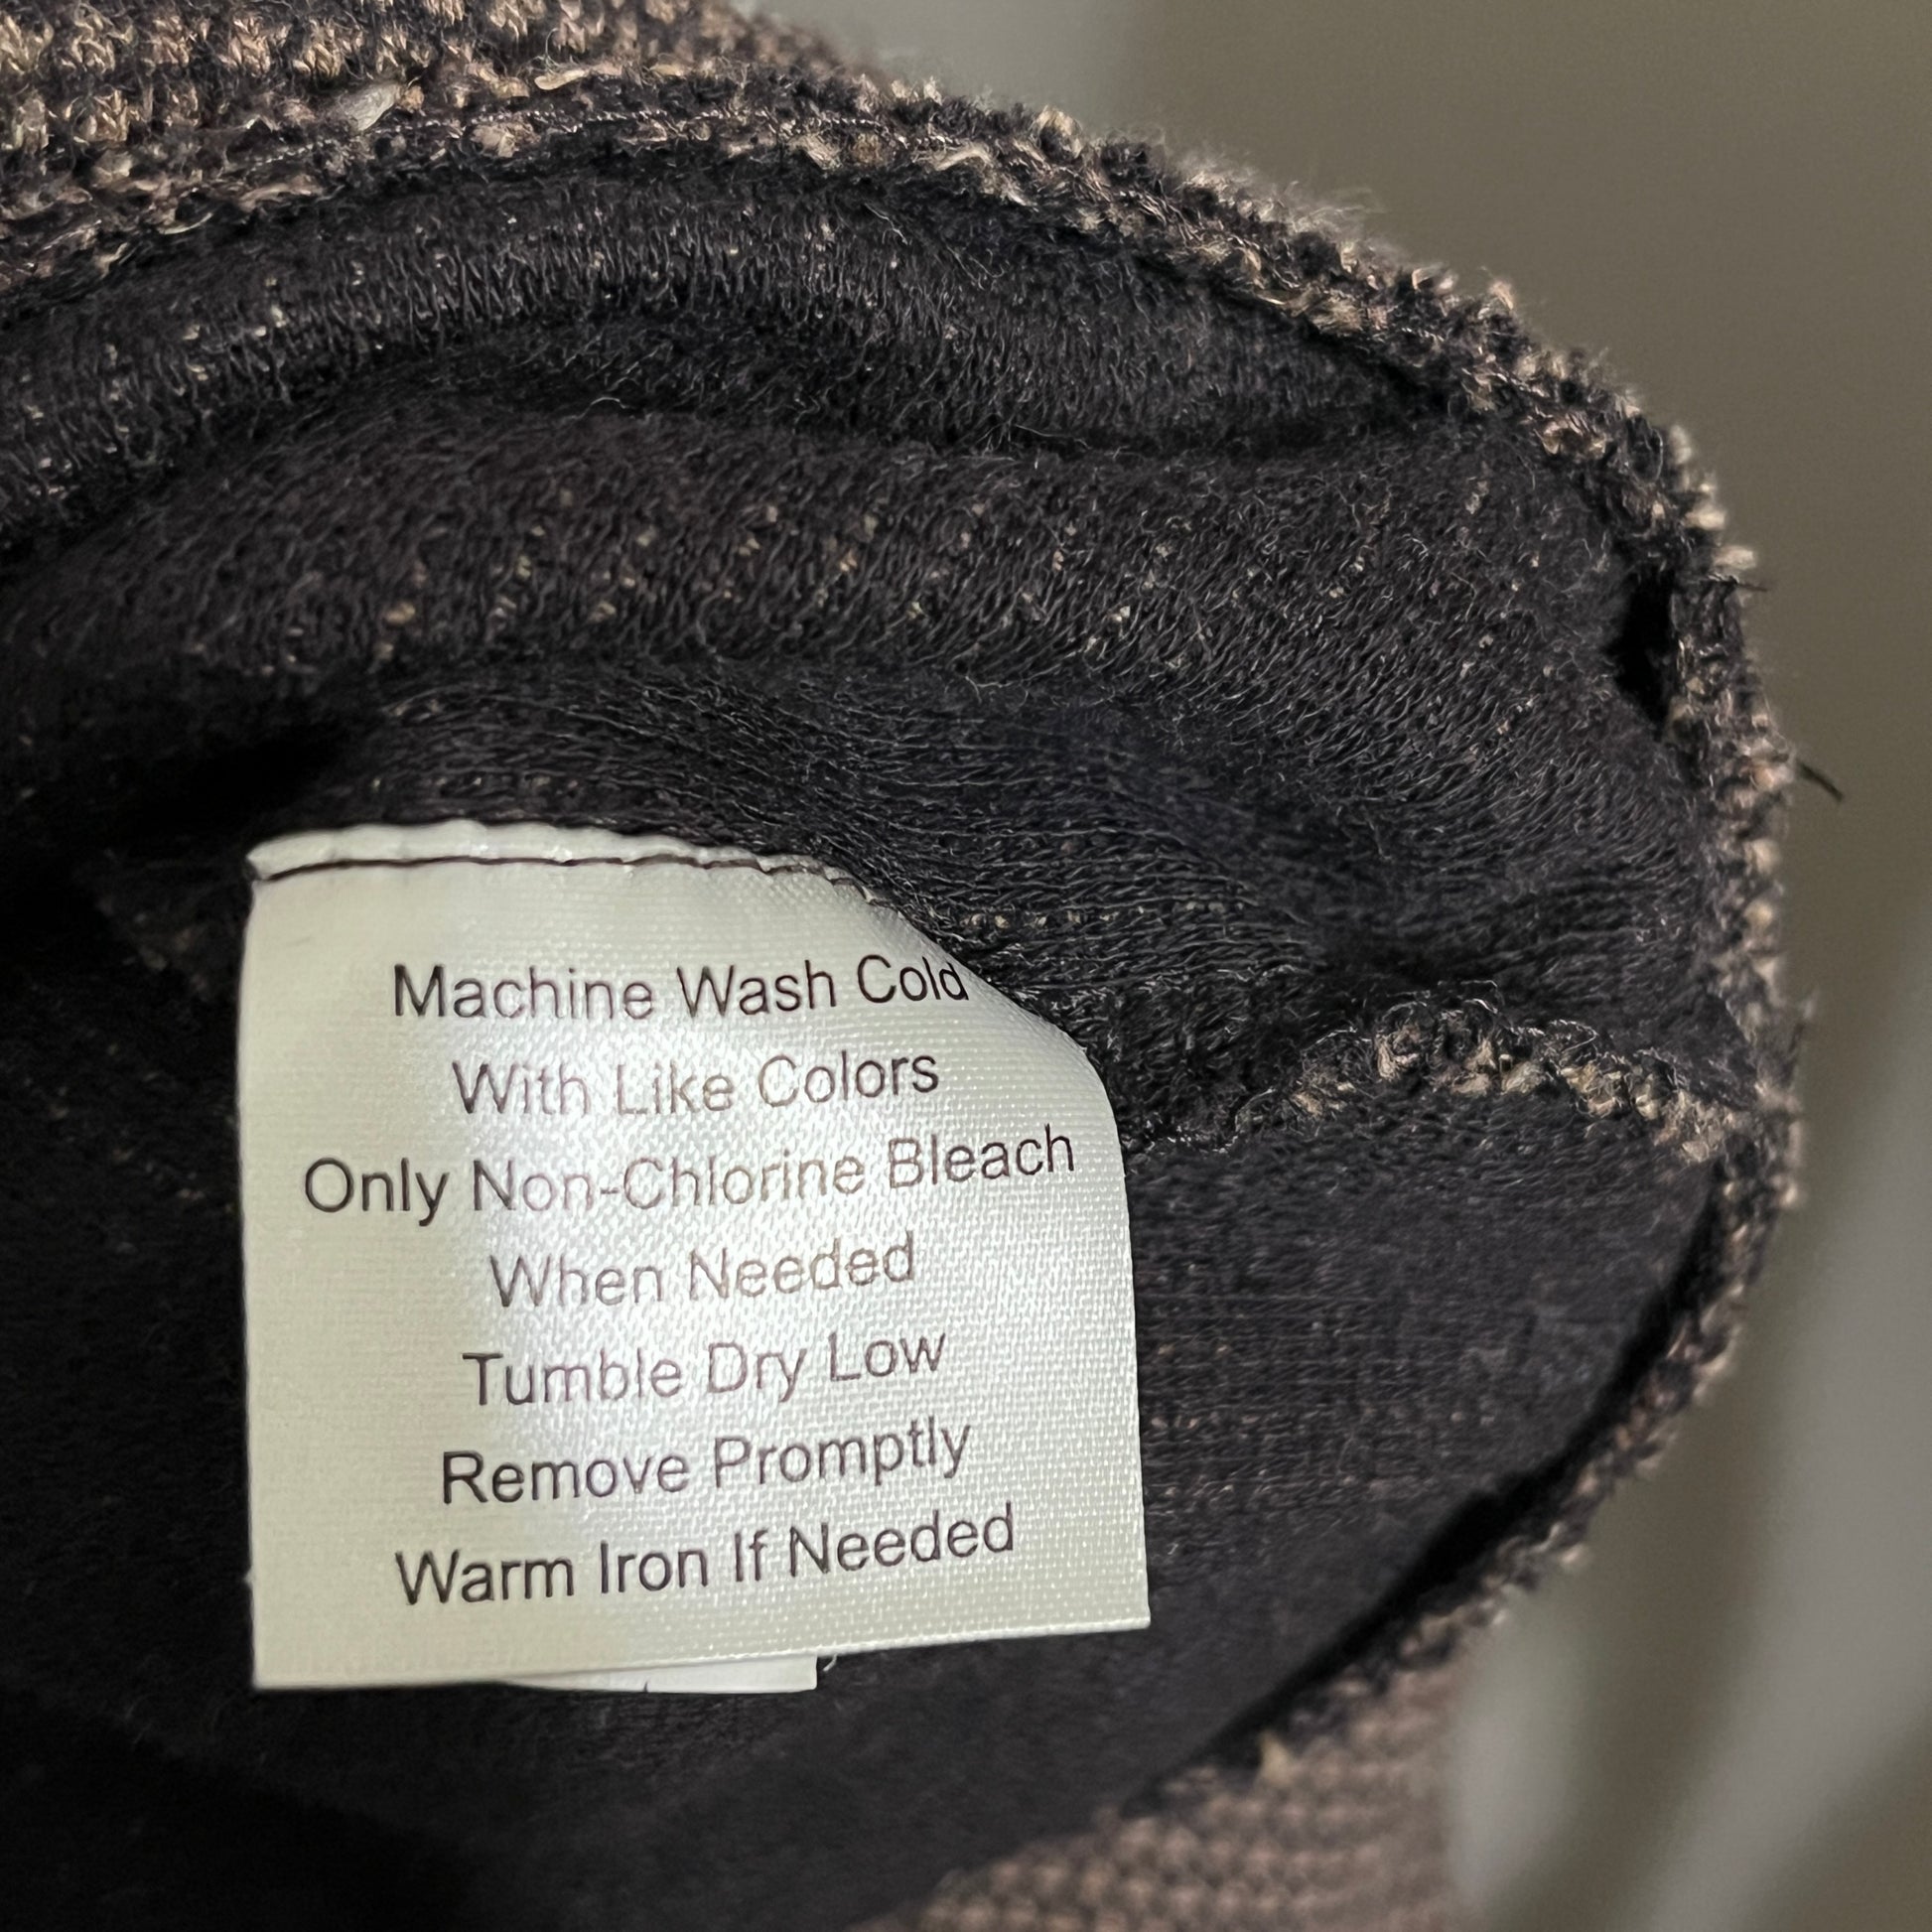 Machine Wash Cold
With Like Colors
Only Non-Chlorine Bleach
When Needed
Tumble Dry Low
Remove Promptly
Warm Iron If Needed